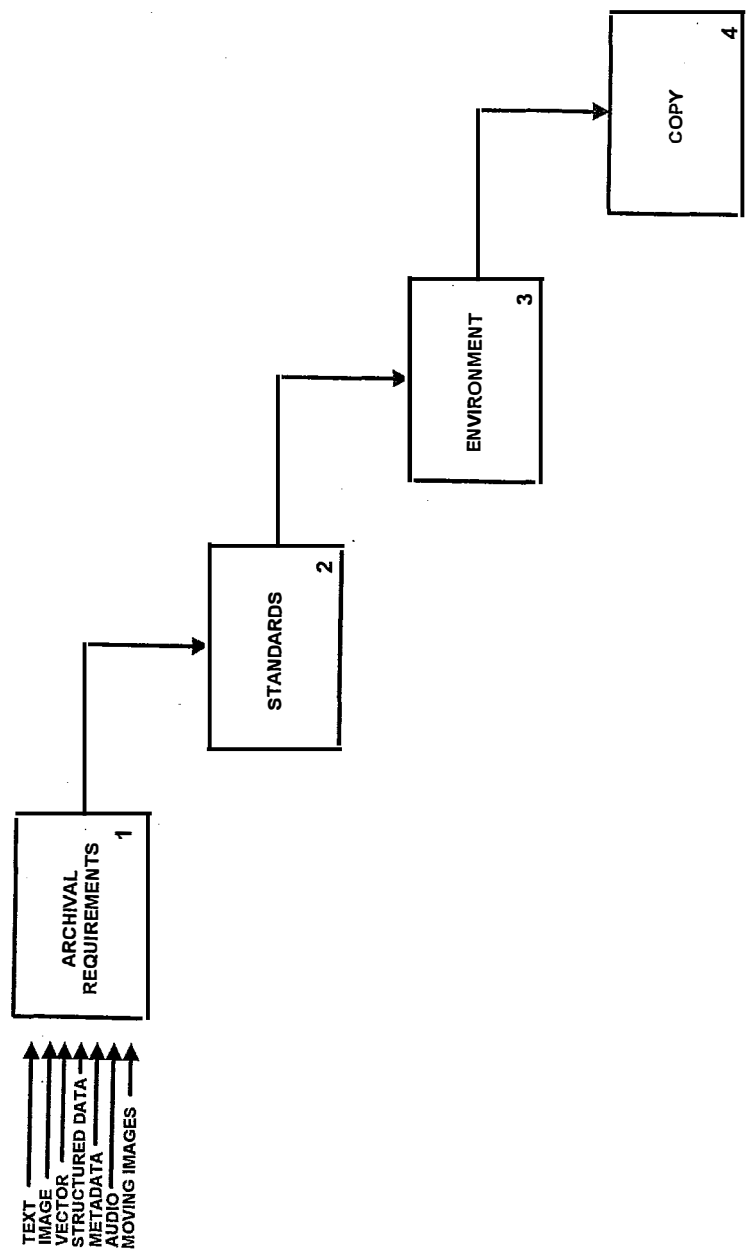 TEXT
IMAGE
VECTOR
STRUCTURED DATA
METADATA
AUDIO
MOVING IMAGES
ARCHIVAL
REQUIREMENTS
1
STANDARDS
2
ENVIRONMENT
3
COPY
4